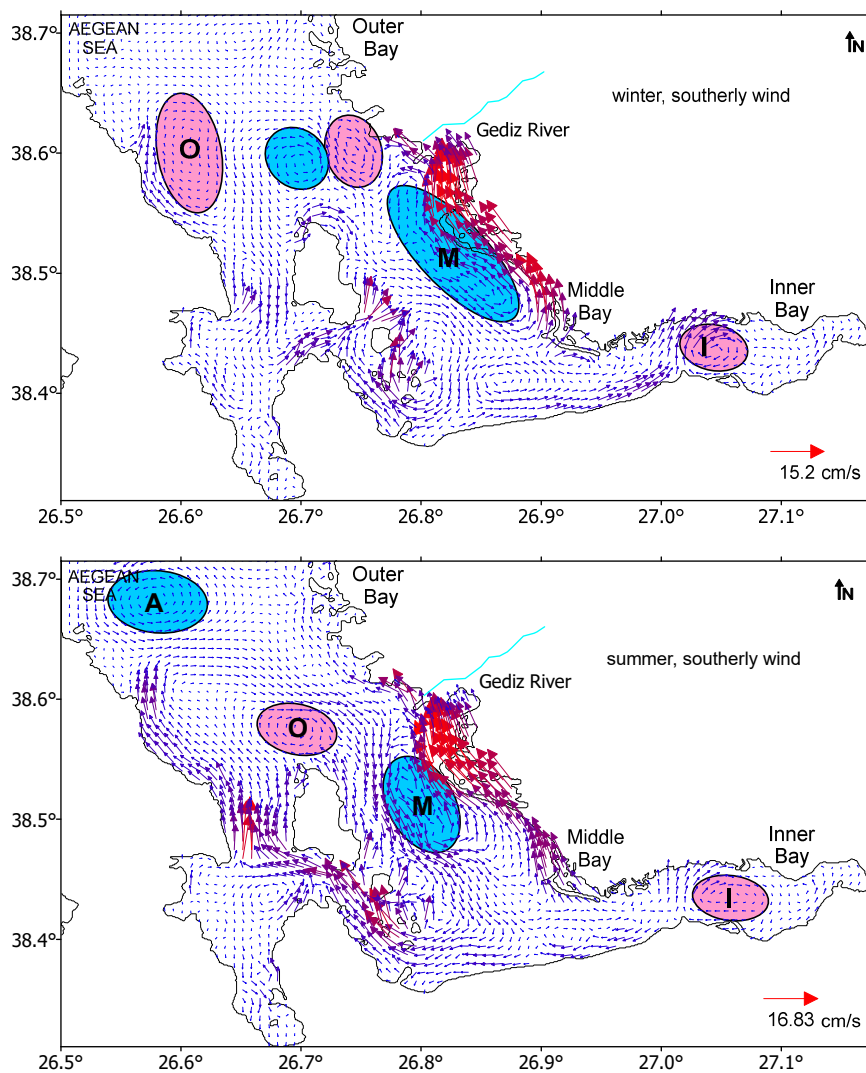 38.7°
AEGEAN
SEA
Outer
Bay
N
winter, southerly wind
Gediz River
38.6°
O
M
38.5°
Middle
Bay
Inner
Bay
I
38.4°
15.2 cm/s
26.5° 26.6° 26.7° 26.8° 26.9° 27.0° 27.1°
38.7°
AEGEAN
SEA
A
Outer
Bay
N
summer, southerly wind
Gediz River
38.6°
O
M
38.5°
Middle
Bay
Inner
Bay
I
38.4°
16.83 cm/s
26.5° 26.6° 26.7° 26.8° 26.9° 27.0° 27.1°